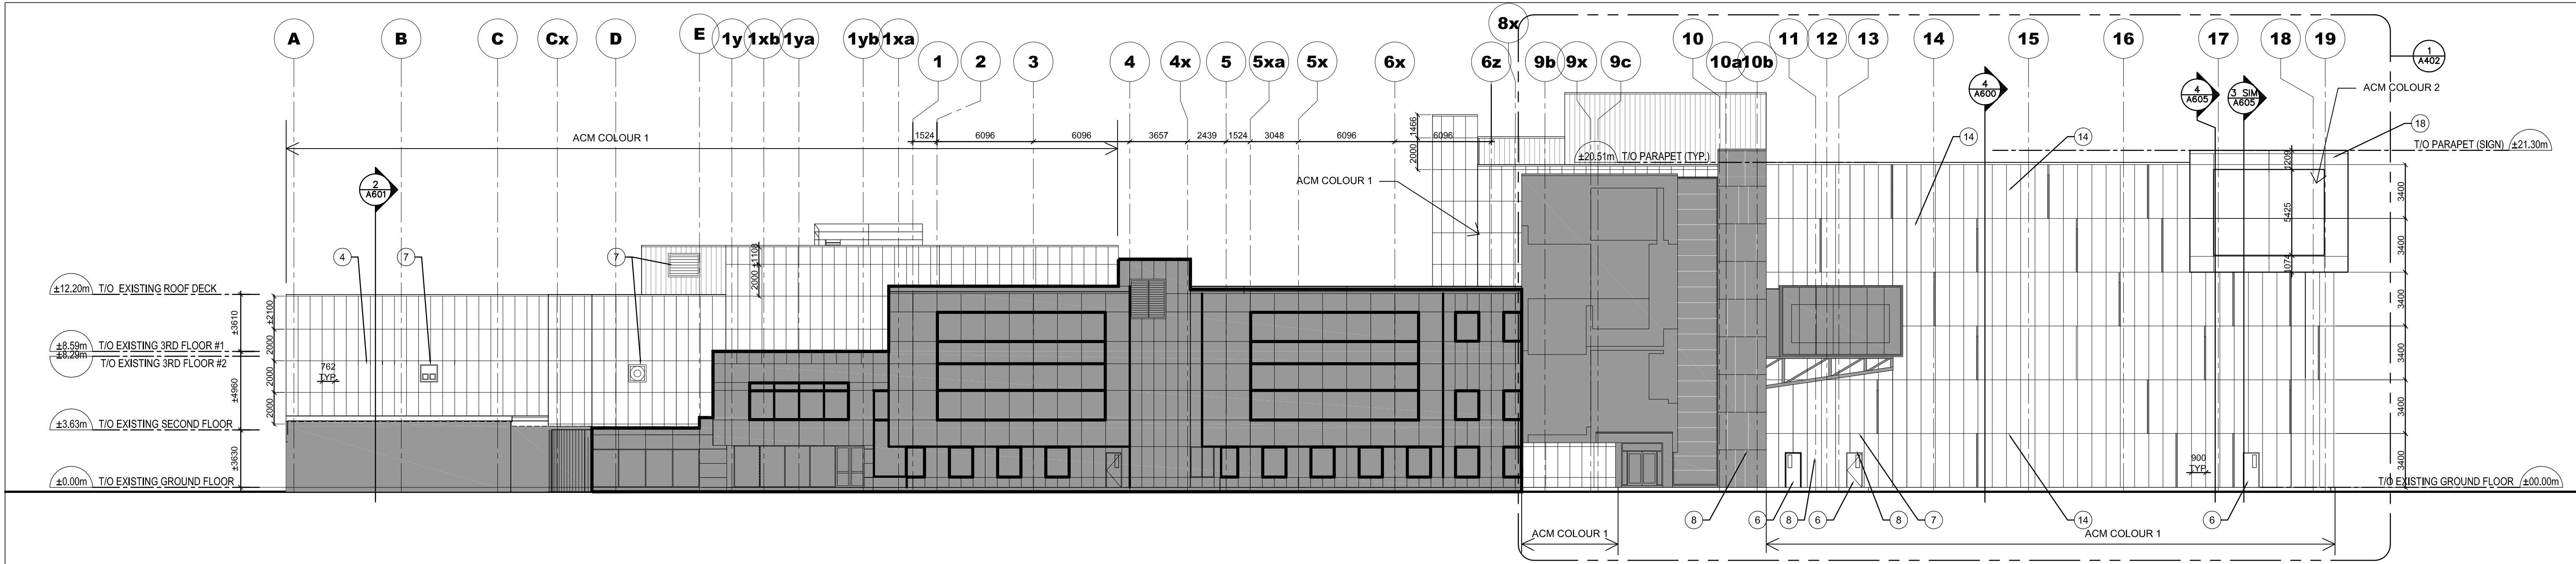 A
B
C
Cx
D
E
1y
1xb
1ya
1yb
1xa
1
2
3
4
4x
5
5xa
5x
6x
6z
8x
9b
9x
9c
10
10a
10b
11
12
13
14
15
16
17
18
19
1
A402
4
A600
4
A605
3 SIM
A605
ACM COLOUR 2
18
T/O PARAPET (SIGN) ±21.30m
14
14
ACM COLOUR 1
1524
6096
6096
3657
2439
1524
3048
6096
6096
1466
2000
±20.51m T/O PARAPET (TYP.)
ACM COLOUR 1
2
A601
4
7
7
±1108
2000
±12.20m T/O EXISTING ROOF DECK
±8.59m T/O EXISTING 3RD FLOOR #1
±8.29m T/O EXISTING 3RD FLOOR #2
±3.63m T/O EXISTING SECOND FLOOR
±0.00m T/O EXISTING GROUND FLOOR
±3610
±4960
±3630
±2100
2000
2000
2000
762
TYP.
1209
5425
1074
3400
3400
3400
3400
3400
3400
900
TYP.
T/O EXISTING GROUND FLOOR ±00.00m
8
6
8
6
8
7
14
6
ACM COLOUR 1
ACM COLOUR 1